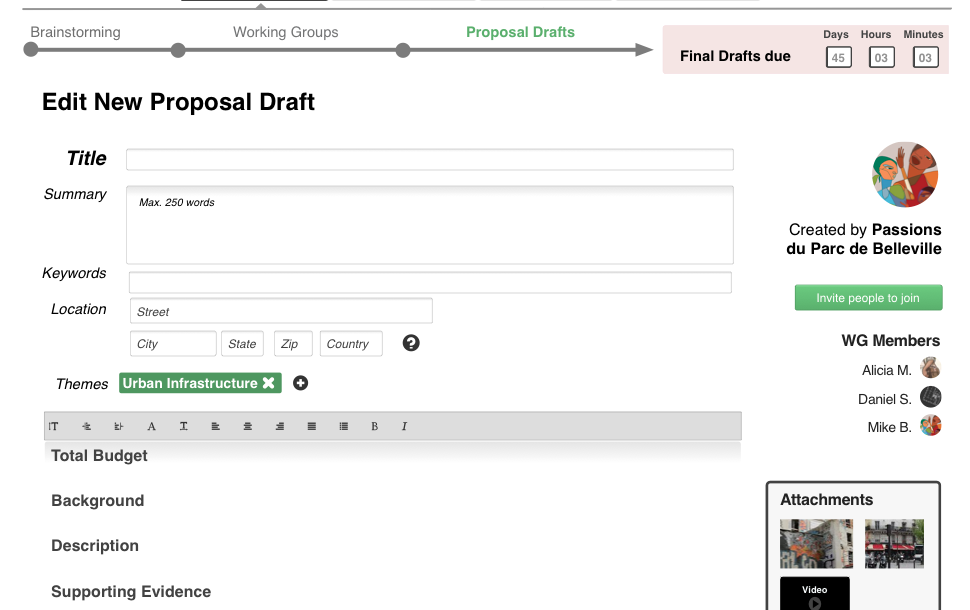 Brainstorming
Working Groups
Proposal Drafts
Days Hours Minutes
Final Drafts due 45 03 03
Edit New Proposal Draft
Title
Summary
Max. 250 words
Keywords
Location
Street
City State Zip Country ?
Themes Urban Infrastructure
Created by Passions
du Parc de Belleville
Invite people to join
WG Members
Alicia M.
Daniel S.
Mike B.
T A T B I
Total Budget
Background
Description
Supporting Evidence
Attachments
Video